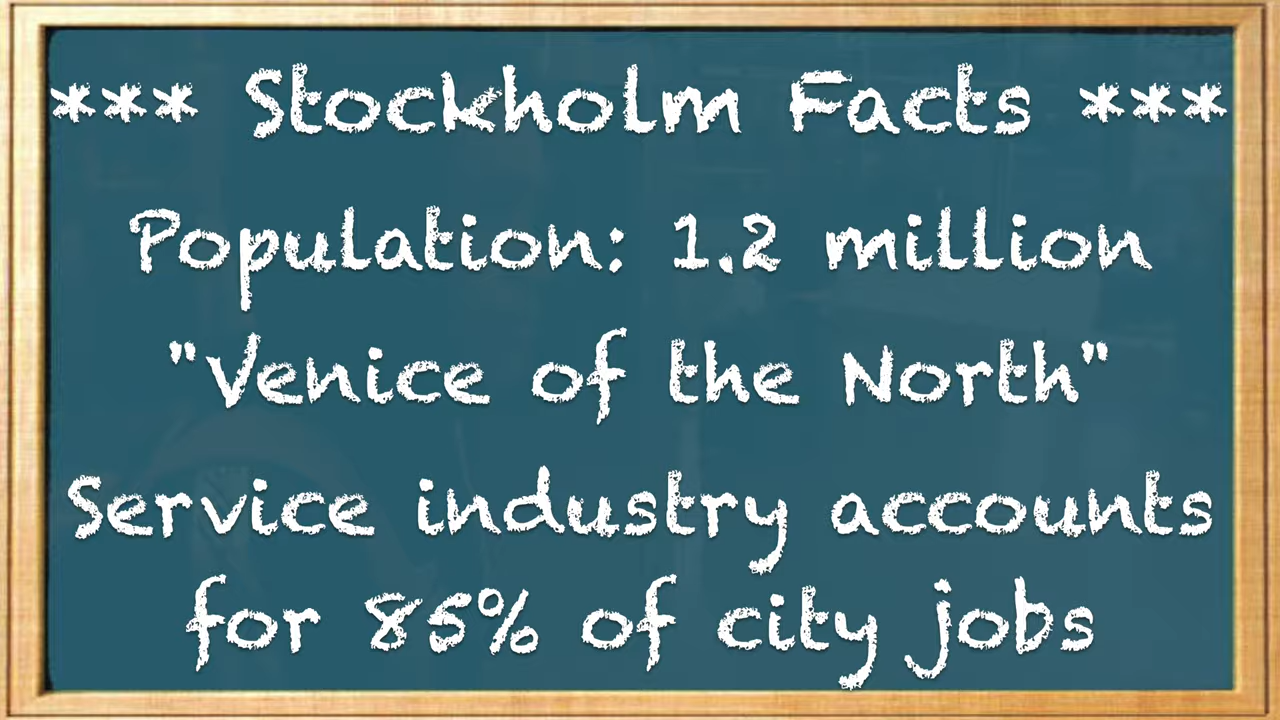 *** Stockholm Facts ***
Population: 1.2 million
"Venice of the North"
Service industry accounts
for 85% of city jobs